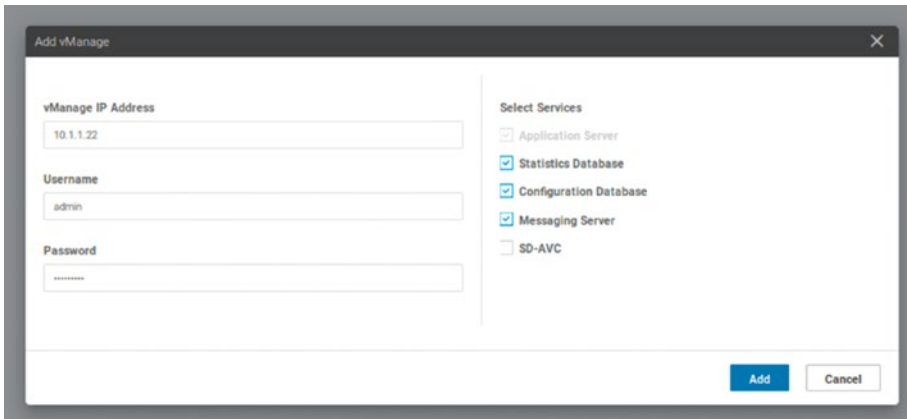 Add vManage
vManage IP Address
10.1.1.22
Username
admin
Password
·········
Select Services
Application Server
Statistics Database
Configuration Database
Messaging Server
SD-AVC
Add
Cancel